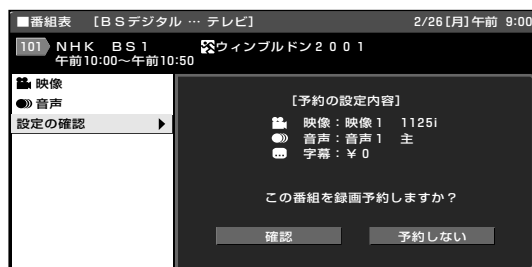 ■番組表 [BSデジタル … テレビ] 2/26[月]午前 9:00
101 NHK BS1 ウィンブルドン2001
午前10:00~午前10:50
映像
音声
設定の確認 ▶
[予約の設定内容]
映像:映像1 1125i
音声:音声1 主
字幕:¥0
この番組を録画予約しますか?
確認 予約しない